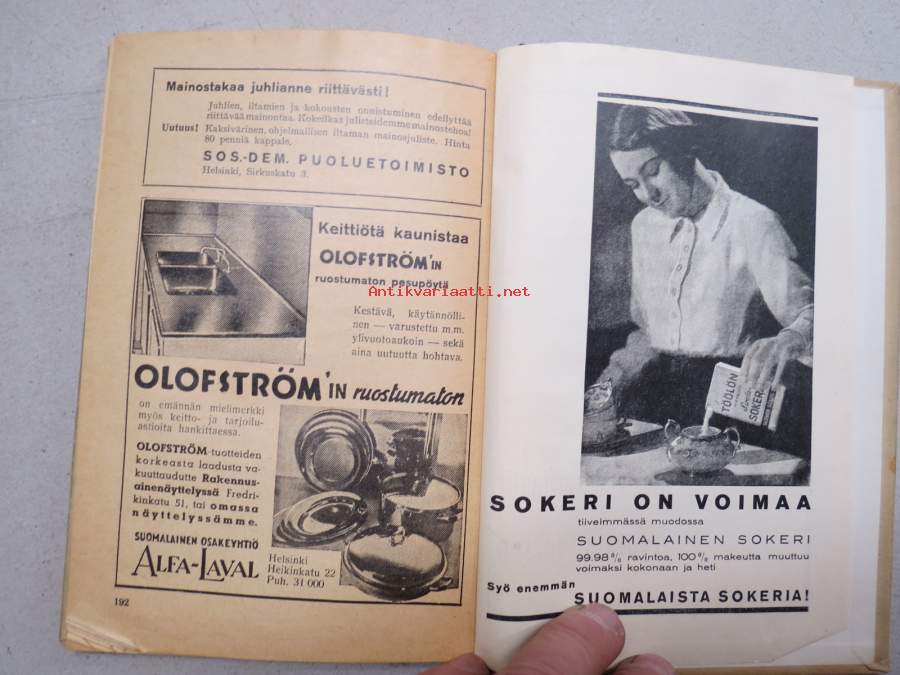 Mainostakaa juhlianne riittävästi!
Juhlien, iltamien ja kokousten onnistuminen edellyttää
riittävää mainontaa. Kokeilkaa julisteidemme mainostehoa!
Uutuus! Kaksivärinen, ohjelmallisen iltaman mainosjuliste. Hinta
80 penniä kappale.
SOS.-DEM. PUOLUETOIMISTO
Helsinki, Sirkuskatu 3.
Keittiötä kaunistaa
OLOFSTRÖM'IN
ruostumaton pesupöytä
Antikvariaatti.net
Kestävä, käytännölli-
nen — varustettu m.m.
ylivuotoaukoin — sekä
aina uutuutta hohtava.
OLOFSTRÖM'IN ruostumaton
on emännän mielimerkki
myös keitto- ja tarjoilu-
astioita hankittaessa.
OLOFSTRÖM-tuotteiden
korkeasta laadusta va-
kuuttaudutte Rakennus-
ainenäyttelyssä Fredri-
kinkatu 51, tai omassa
näyttelyssämme.
SUOMALAINEN OSAKEYHTIÖ
ALFA-LAVAL
Helsinki
Heikinkatu 22
Puh. 31 000
192
TÖÖLÖN
SOKER
SOKERI ON VOIMAA
tiiveimmässä muodossa
SUOMALAINEN SOKERI
99.98 % ravintoa, 100 % makeutta muuttuu
voimaksi kokonaan ja heti
Syö enemmän
SUOMALAISTA SOKERIA!